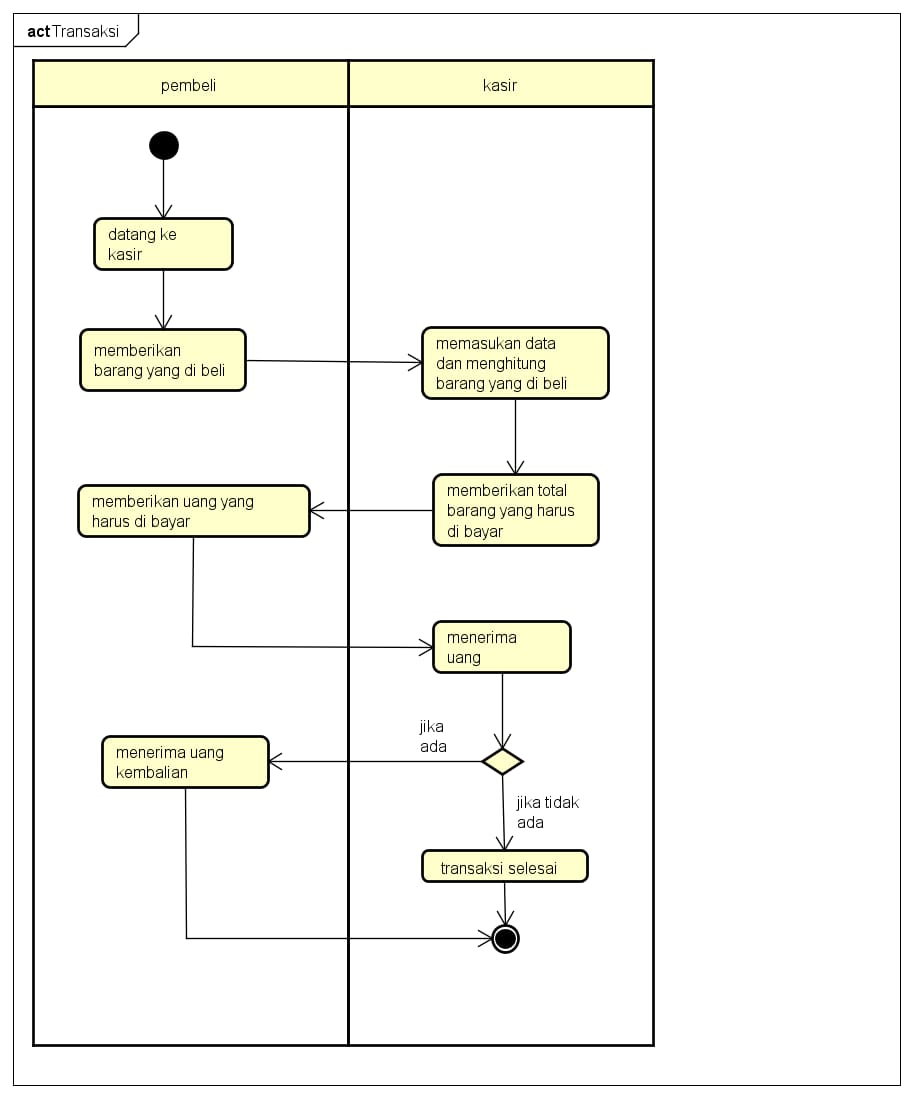 act Transaksi
pembeli
kasir
datang ke
kasir
memberikan
barang yang di beli
memasukan data
dan menghitung
barang yang di beli
memberikan total
barang yang harus
di bayar
memberikan uang yang
harus di bayar
menerima
uang
jika
ada
menerima uang
kembalian
jika tidak
ada
transaksi selesai